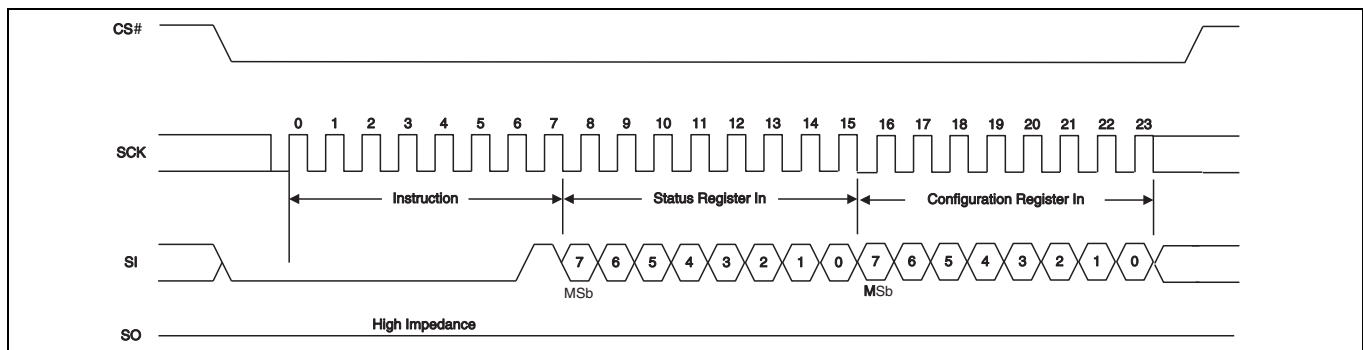 CS#
0 1 2 3 4 5 6 7 8 9 10 11 12 13 14 15 16 17 18 19 20 21 22 23
SCK
Instruction Status Register In Configuration Register In
SI 7 6 5 4 3 2 1 0 7 6 5 4 3 2 1 0
MSb MSb
High Impedance
SO